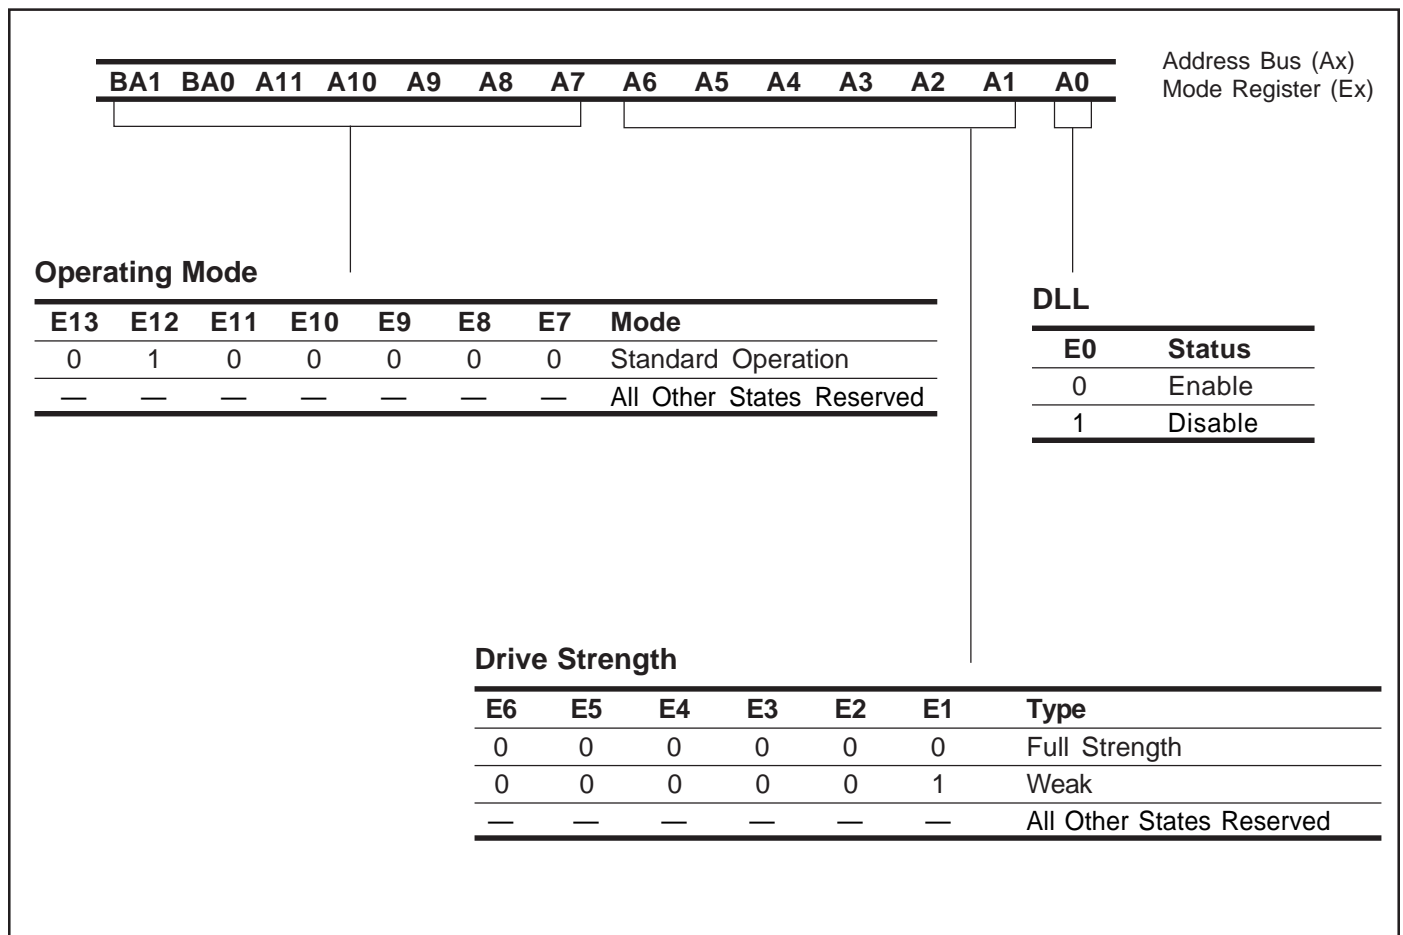 Address Bus (Ax)
BA1 BA0 A11 A10 A9 A8 A7 A6 A5 A4 A3 A2 A1 A0
Mode Register (Ex)
Operating Mode
E13 E12 E11 E10 E9 E8 E7 Mode
0 1 0 0 0 0 0 Standard Operation
— — — — — — — All Other States Reserved
DLL
E0 Status
0 Enable
1 Disable
Drive Strength
E6 E5 E4 E3 E2 E1 Type
0 0 0 0 0 0 Full Strength
0 0 0 0 0 1 Weak
— — — — — — All Other States Reserved